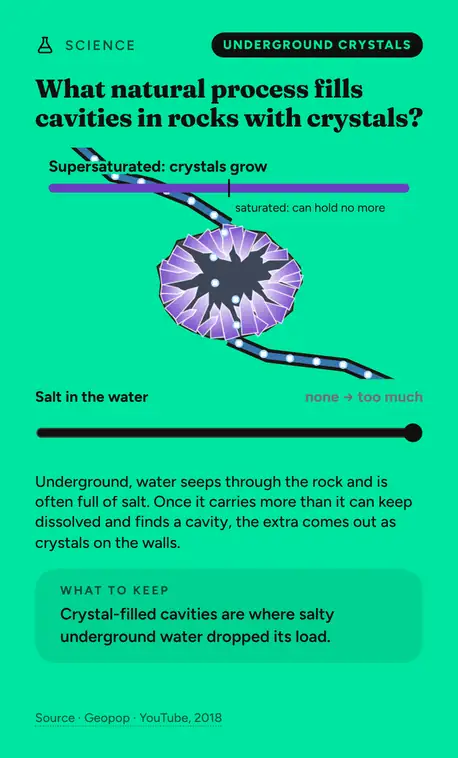 SCIENCE
UNDERGROUND CRYSTALS
What natural process fills
cavities in rocks with crystals?
Supersaturated: crystals grow
saturated: can hold no more
Salt in the water
none → too much
Underground, water seeps through the rock and is
often full of salt. Once it carries more than it can keep
dissolved and finds a cavity, the extra comes out as
crystals on the walls.
WHAT TO KEEP
Crystal-filled cavities are where salty
underground water dropped its load.
Source · Geopop · YouTube, 2018